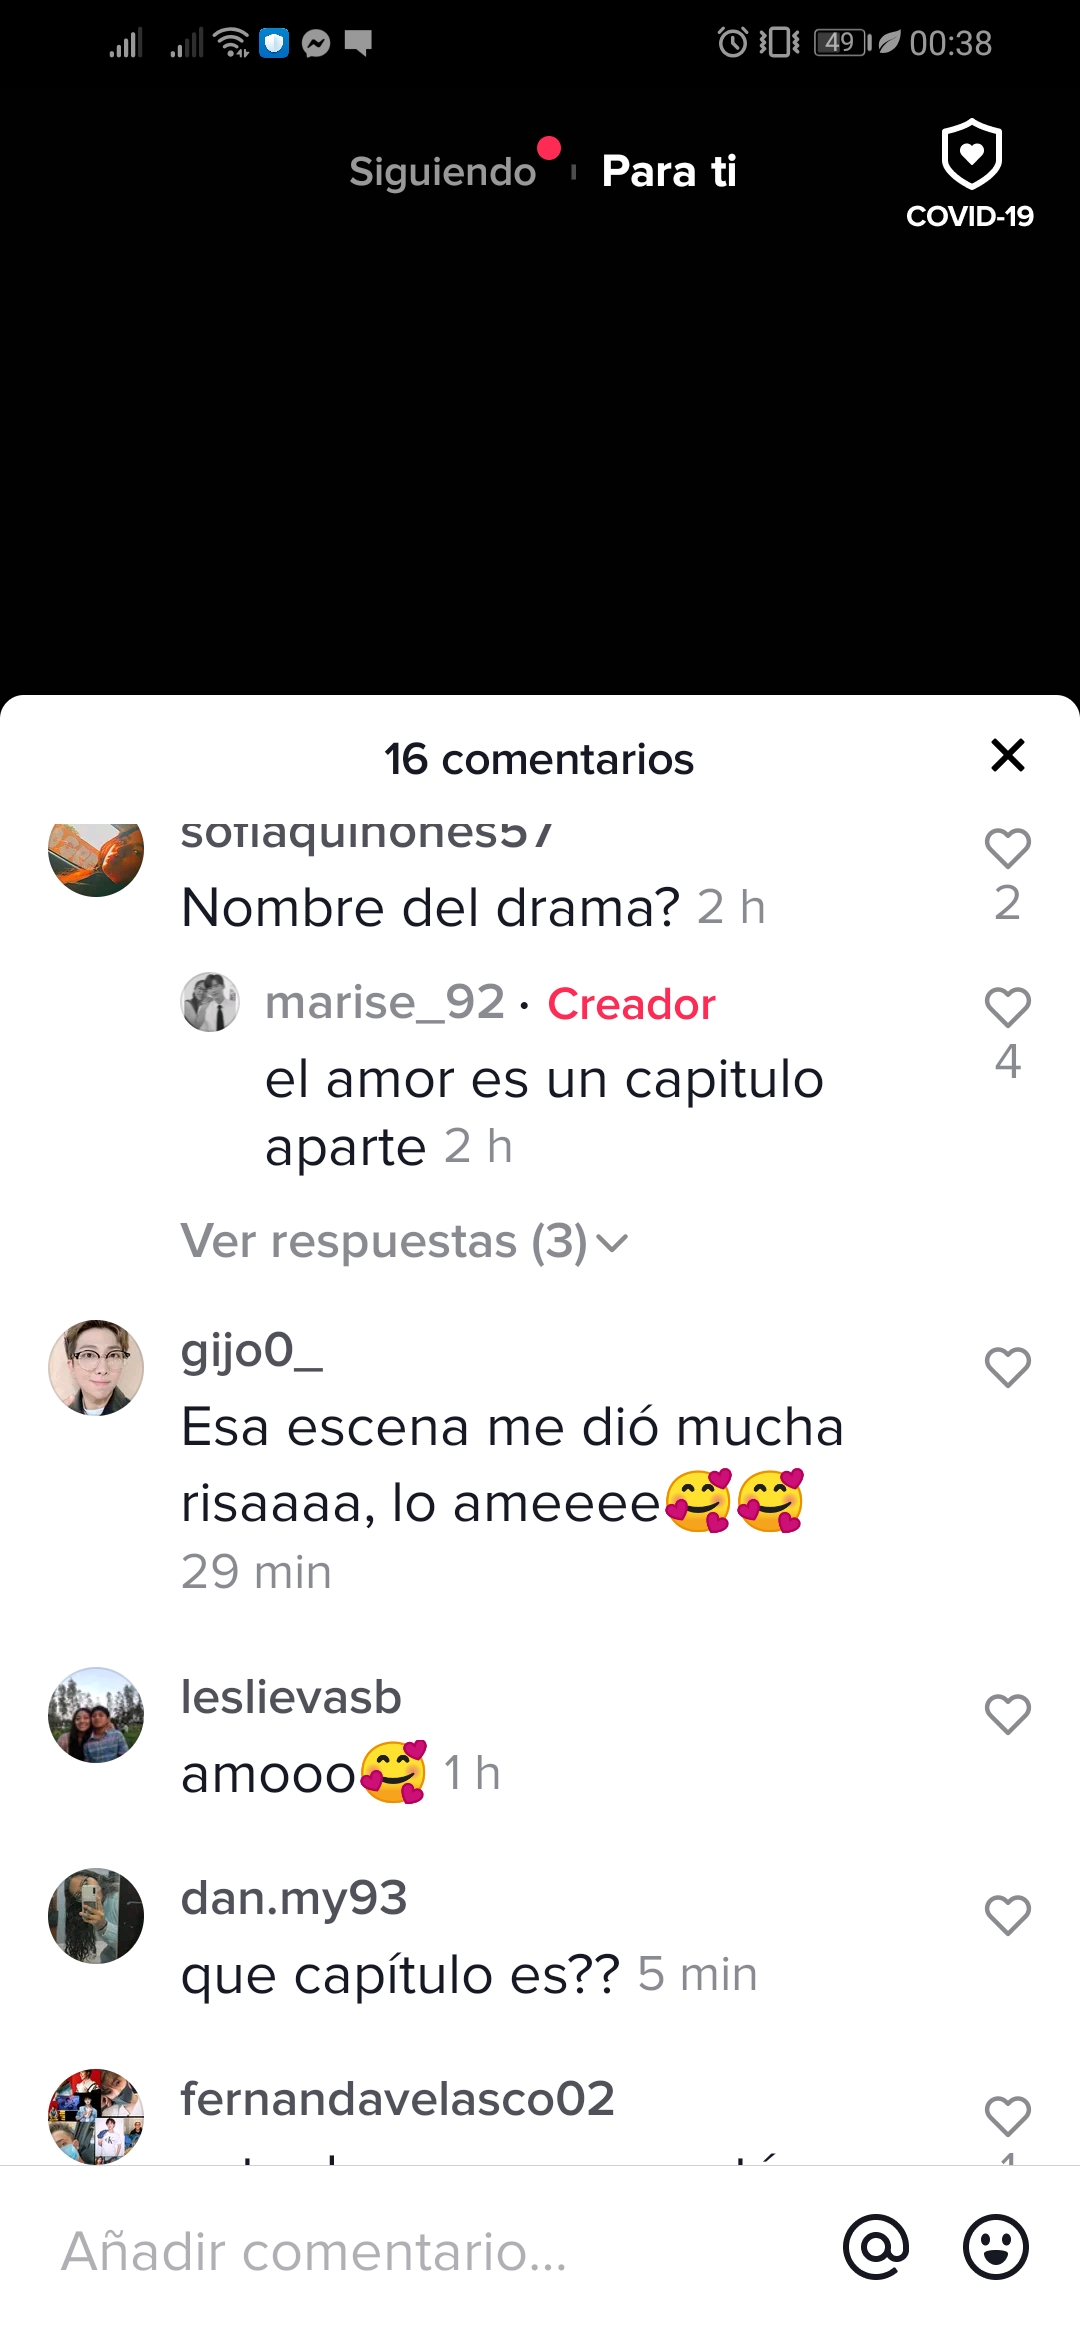 49 00:38
Siguiendo Para ti
COVID-19
16 comentarios
sofiaquinones57
Nombre del drama? 2 h
2
marise_92 · Creador
el amor es un capitulo
4
aparte 2 h
Ver respuestas (3)
gijo0_
Esa escena me dió mucha
risaaaa, lo ameeee🥰🥰
29 min
leslievasb
amooo🥰 1 h
dan.my93
que capítulo es?? 5 min
fernandavelasco02
Añadir comentario...